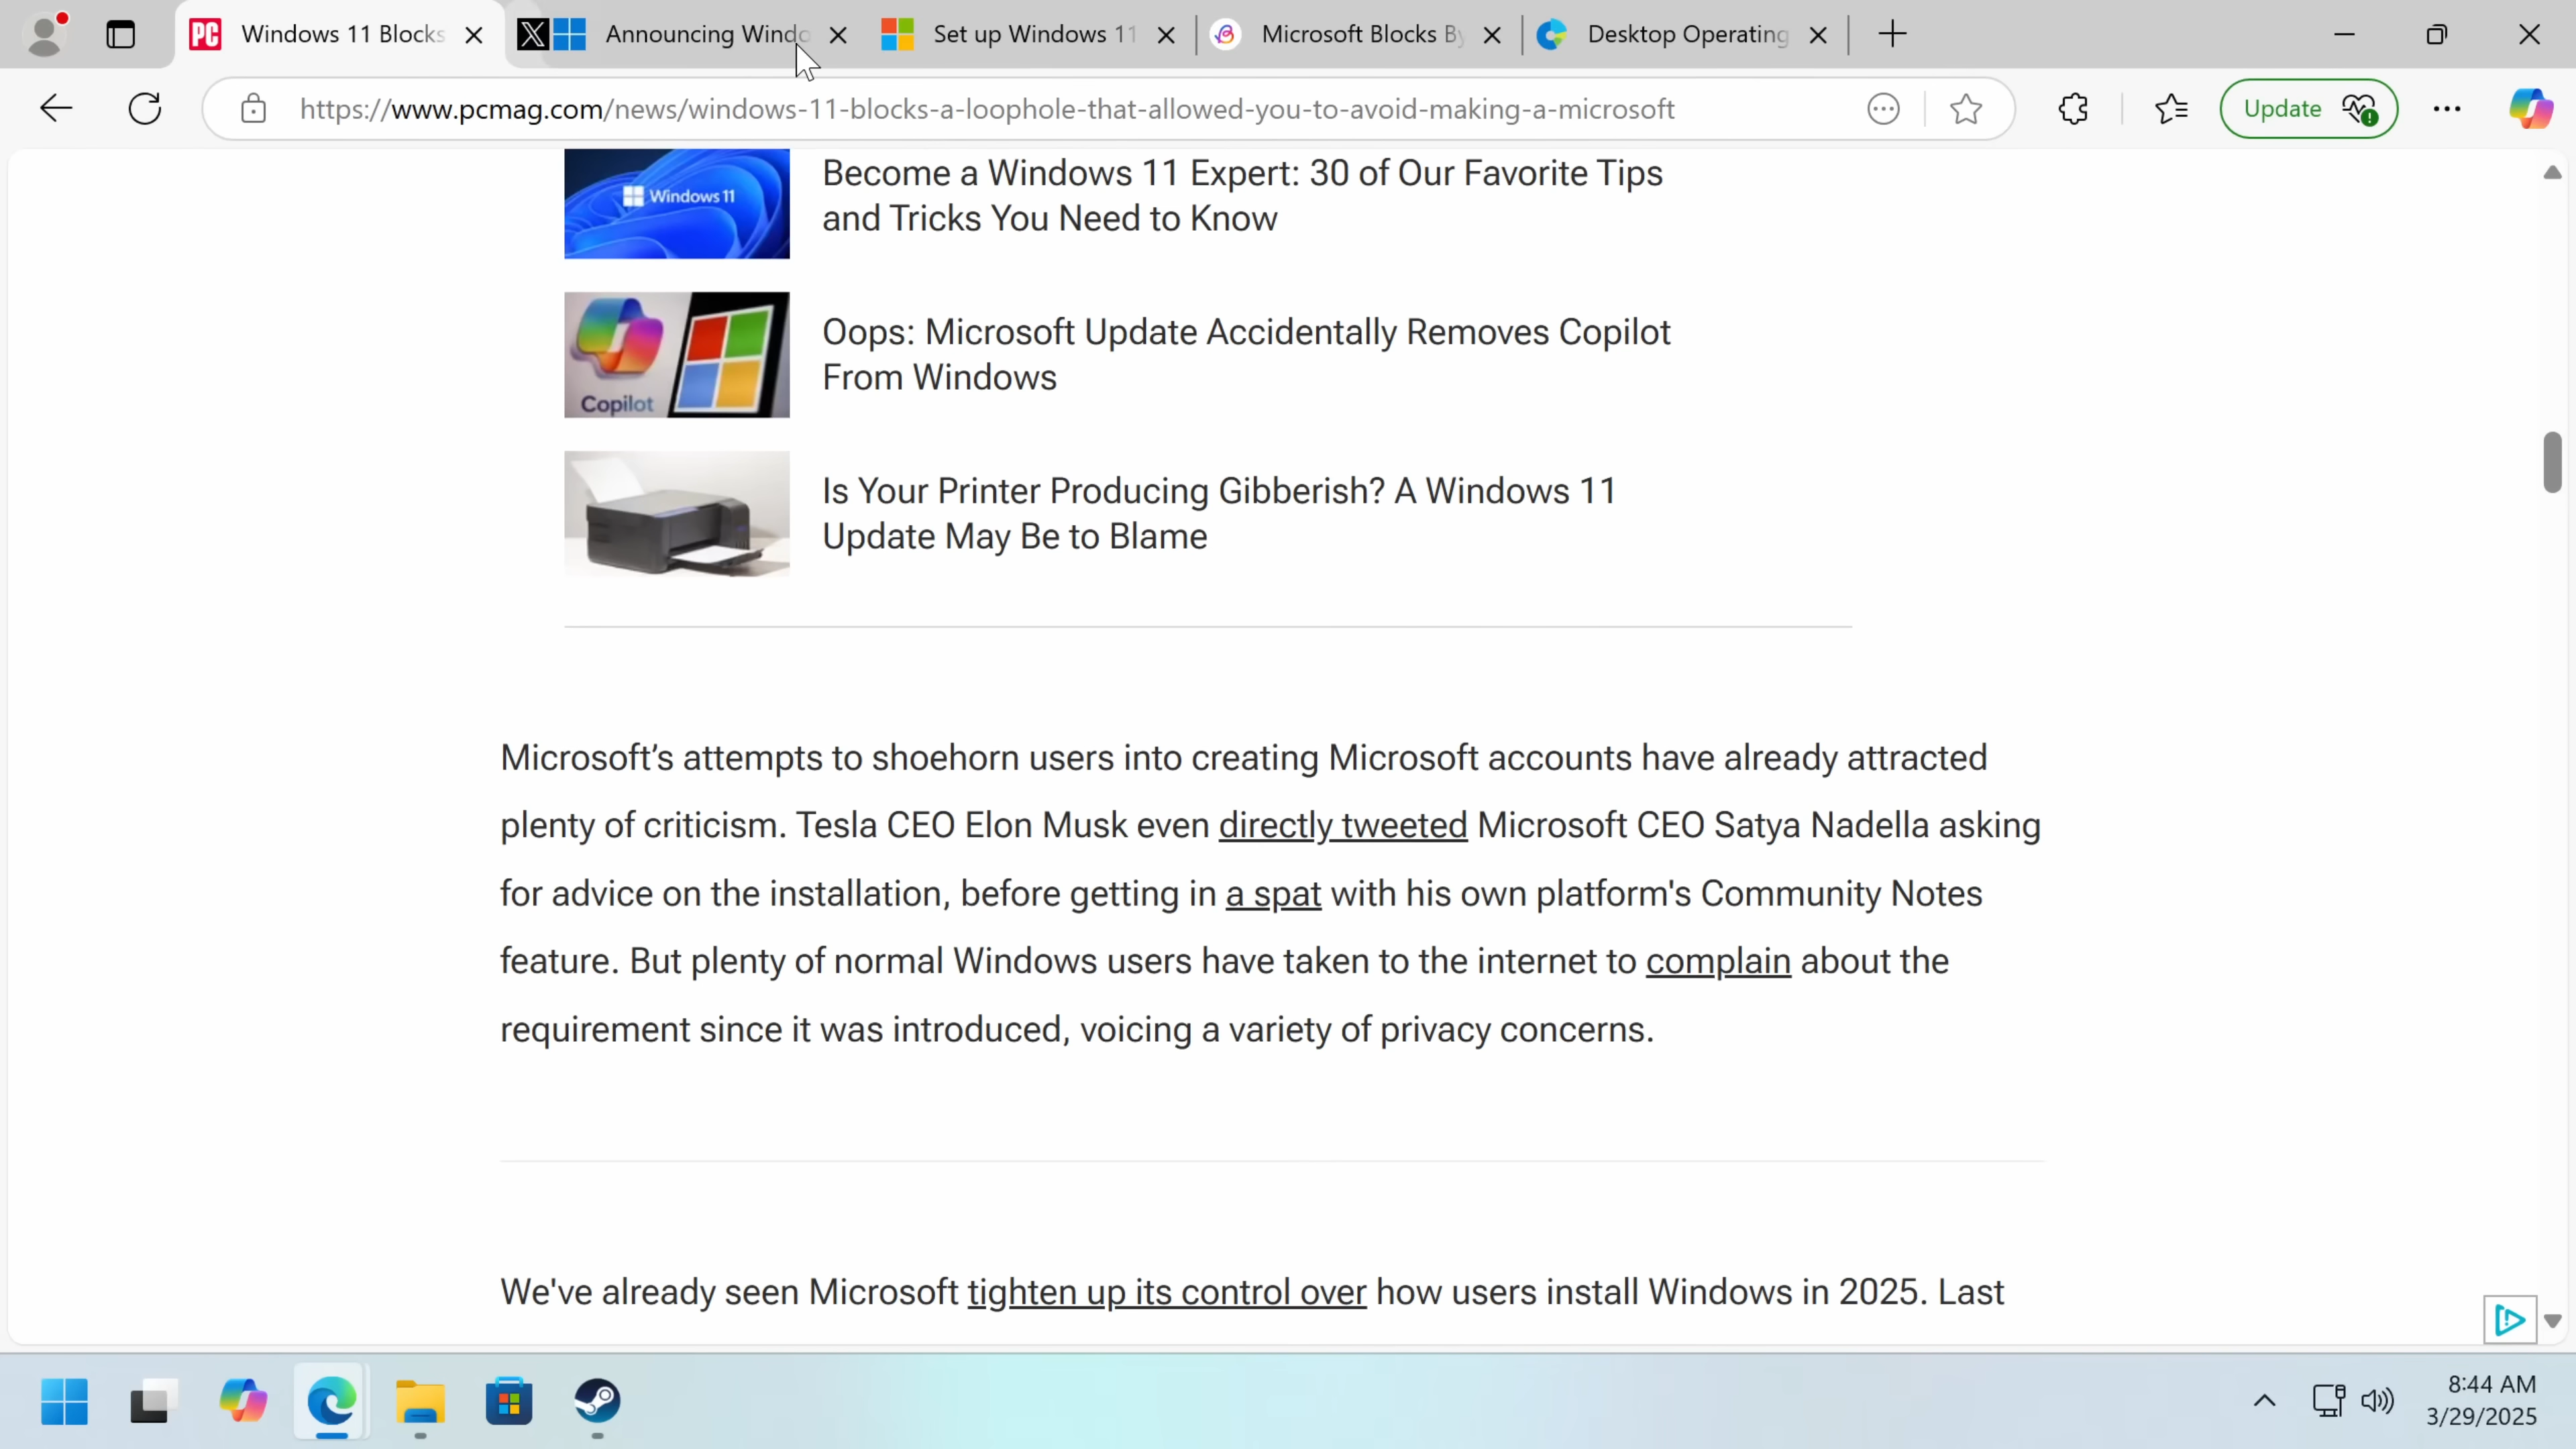 PC Windows 11 Blocks
X Announcing Windo
Set up Windows 11
Microsoft Blocks By
Desktop Operating
https://www.pcmag.com/news/windows-11-blocks-a-loophole-that-allowed-you-to-avoid-making-a-microsoft
Update
Windows 11
Become a Windows 11 Expert: 30 of Our Favorite Tips
and Tricks You Need to Know
Copilot
Oops: Microsoft Update Accidentally Removes Copilot
From Windows
Is Your Printer Producing Gibberish? A Windows 11
Update May Be to Blame
Microsoft’s attempts to shoehorn users into creating Microsoft accounts have already attracted
plenty of criticism. Tesla CEO Elon Musk even directly tweeted Microsoft CEO Satya Nadella asking
for advice on the installation, before getting in a spat with his own platform's Community Notes
feature. But plenty of normal Windows users have taken to the internet to complain about the
requirement since it was introduced, voicing a variety of privacy concerns.
We've already seen Microsoft tighten up its control over how users install Windows in 2025. Last
8:44 AM
3/29/2025